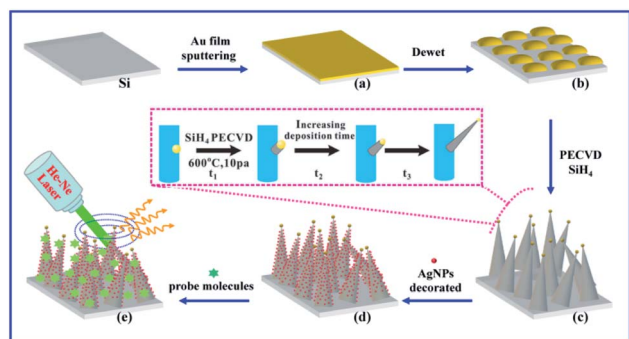 Si
Au film
sputtering
(a)
Dewet
(b)
SiH₄ PECVD
600°C,10pa
t₁
Increasing
deposition time
t₂
t₃
PECVD
SiH₄
He-Ne
Laser
(e)
probe molecules
(d)
AgNPs
decorated
(c)